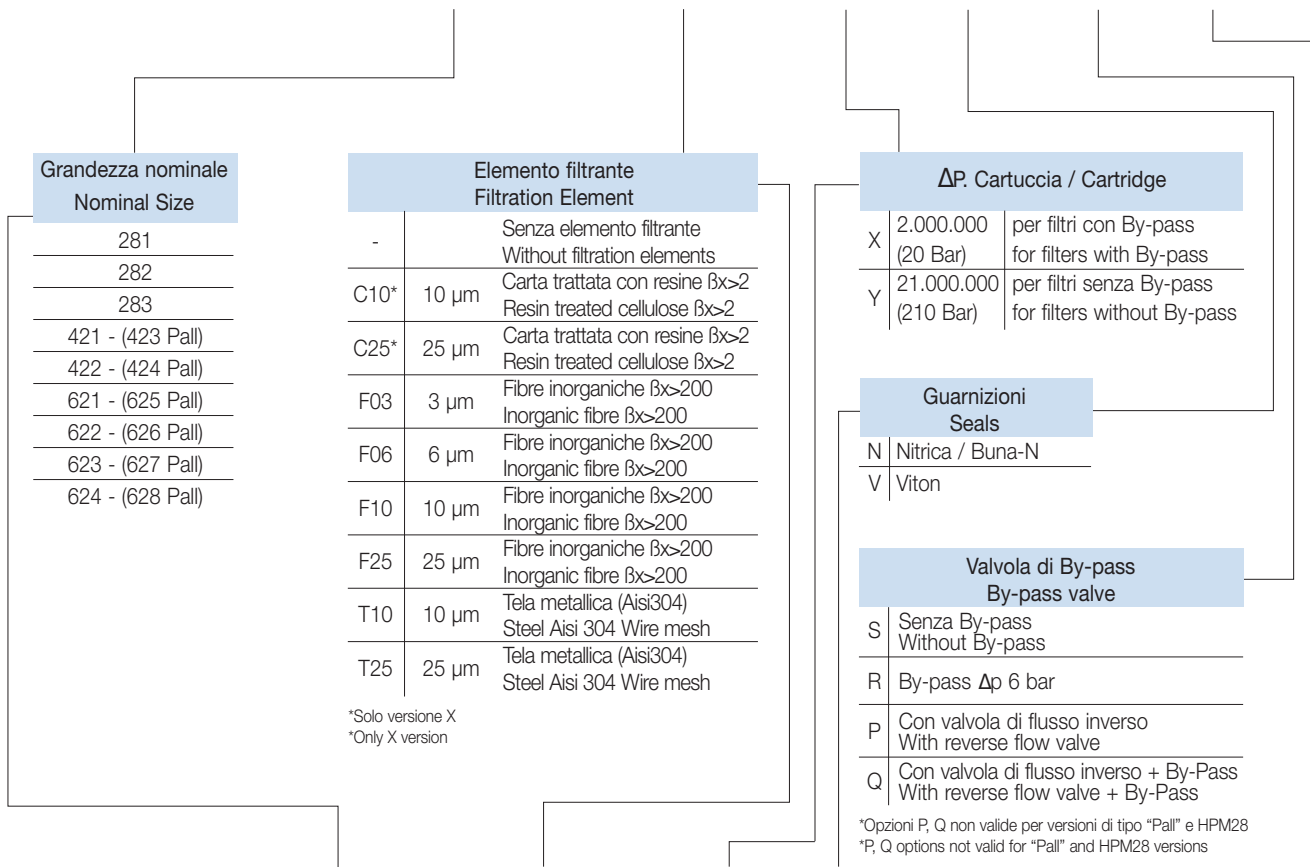 Grandezza nominale
Nominal Size
281
282
283
421 - (423 Pall)
422 - (424 Pall)
621 - (625 Pall)
622 - (626 Pall)
623 - (627 Pall)
624 - (628 Pall)
Elemento filtrante
Filtration Element
- Senza elemento filtrante
Without filtration elements
C10* 10 µm Carta trattata con resine ßx>2
Resin treated cellulose ßx>2
C25* 25 µm Carta trattata con resine ßx>2
Resin treated cellulose ßx>2
F03 3 µm Fibre inorganiche ßx>200
Inorganic fibre ßx>200
F06 6 µm Fibre inorganiche ßx>200
Inorganic fibre ßx>200
F10 10 µm Fibre inorganiche ßx>200
Inorganic fibre ßx>200
F25 25 µm Fibre inorganiche ßx>200
Inorganic fibre ßx>200
T10 10 µm Tela metallica (Aisi304)
Steel Aisi 304 Wire mesh
T25 25 µm Tela metallica (Aisi304)
Steel Aisi 304 Wire mesh
*Solo versione X
*Only X version
ΔP. Cartuccia / Cartridge
X 2.000.000 per filtri con By-pass
(20 Bar) for filters with By-pass
Y 21.000.000 per filtri senza By-pass
(210 Bar) for filters without By-pass
Guarnizioni
Seals
N Nitrica / Buna-N
V Viton
Valvola di By-pass
By-pass valve
S Senza By-pass
Without By-pass
R By-pass Δp 6 bar
P Con valvola di flusso inverso
With reverse flow valve
Q Con valvola di flusso inverso + By-Pass
With reverse flow valve + By-Pass
*Opzioni P, Q non valide per versioni di tipo “Pall” e HPM28
*P, Q options not valid for “Pall” and HPM28 versions